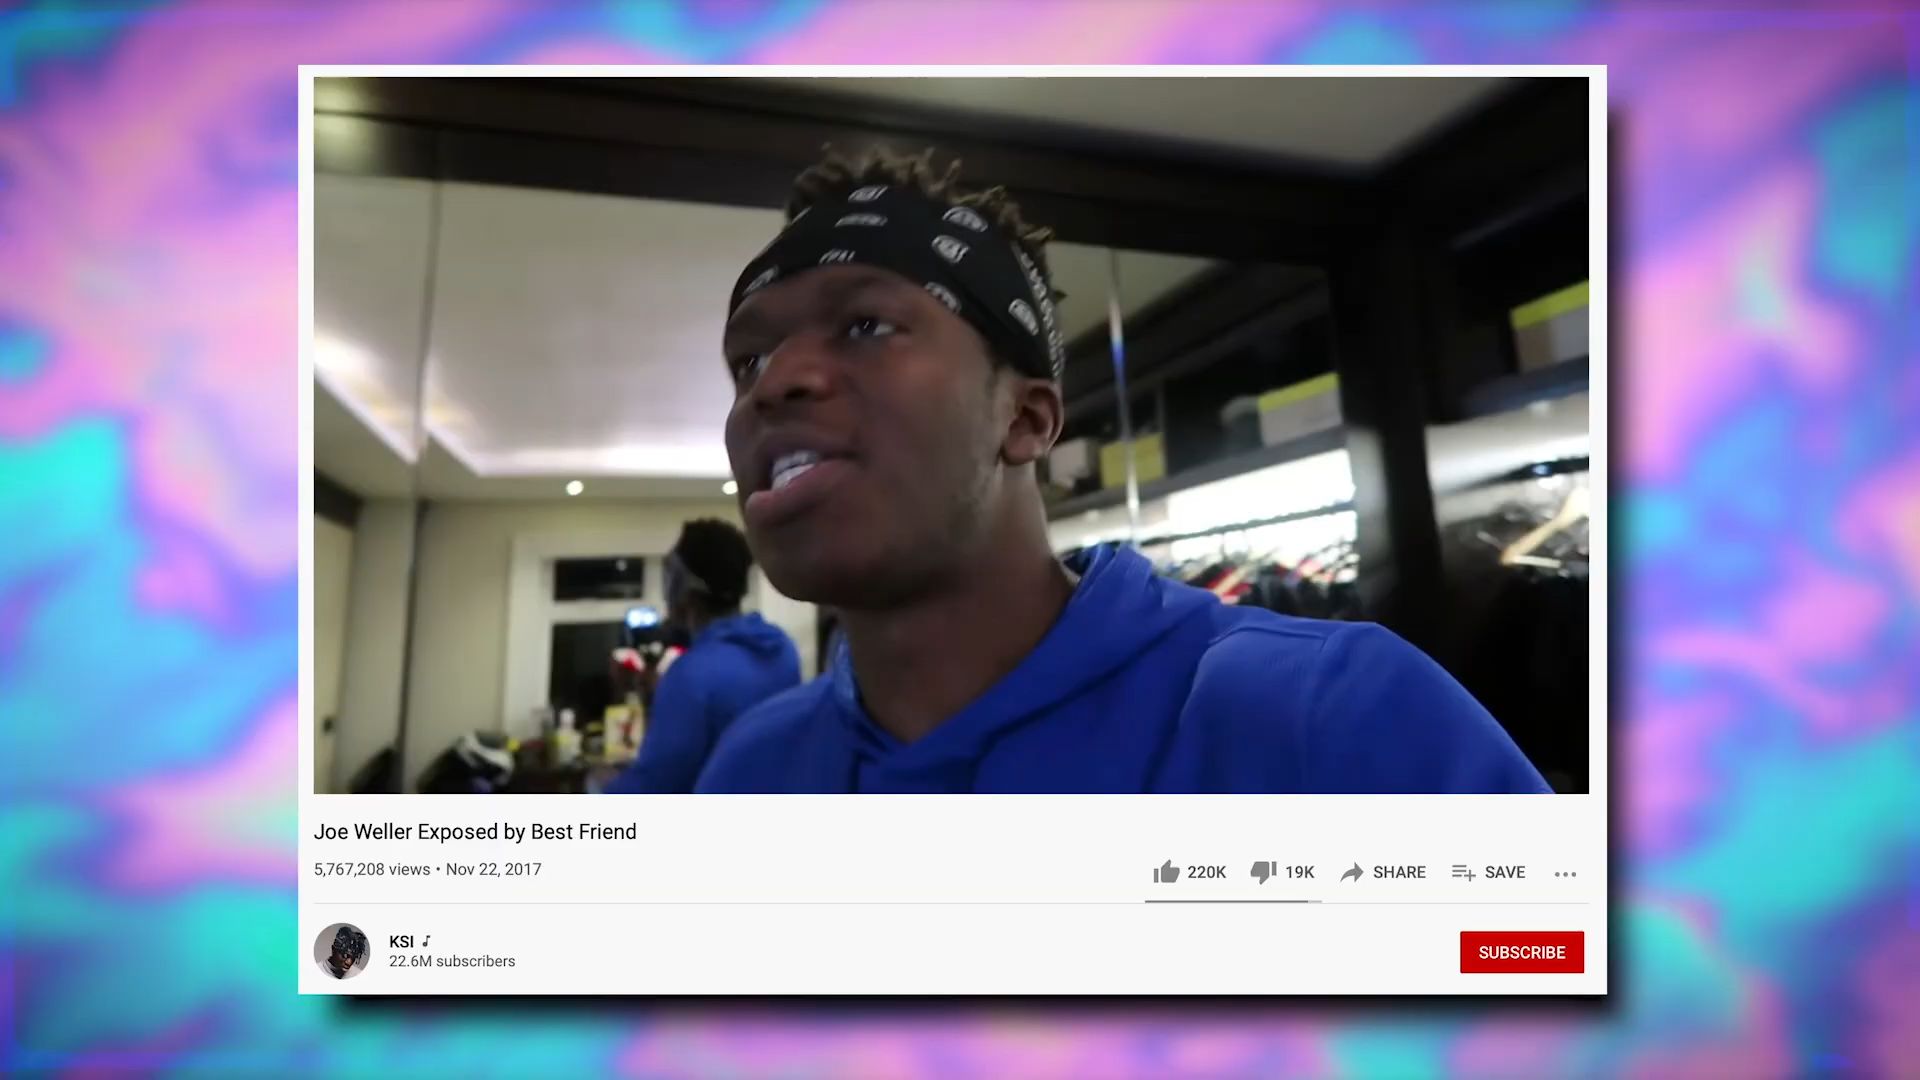 Joe Weller Exposed by Best Friend
5,767,208 views • Nov 22, 2017
220K 19K SHARE SAVE
KSI
22.6M subscribers
SUBSCRIBE